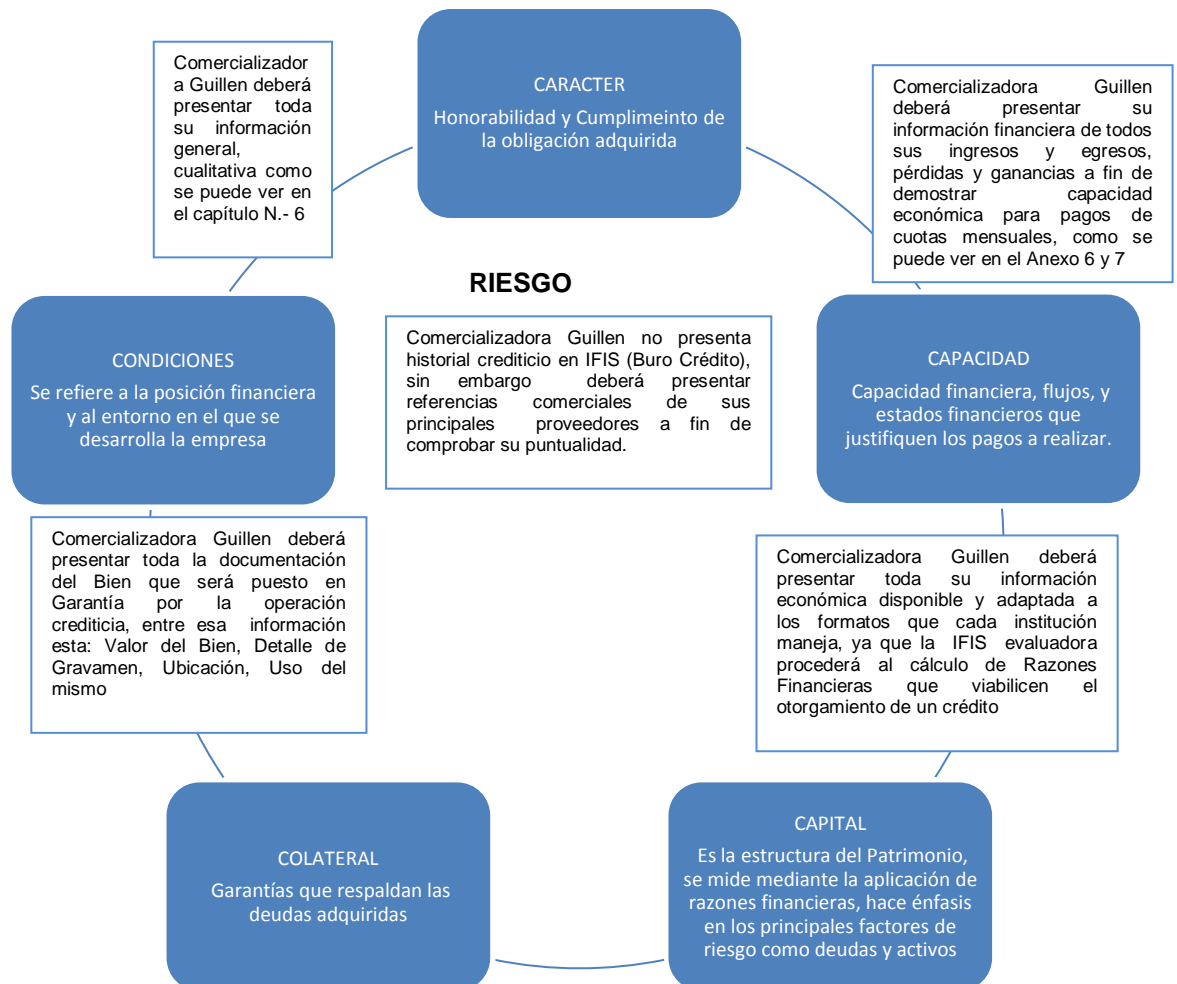 CARACTER
Honorabilidad y Cumplimeinto de
la obligación adquirida
Comercializador
a Guillen deberá
presentar toda
su información
general,
cualitativa como
se puede ver en
el capítulo N.- 6
Comercializadora Guillen
deberá presentar su
información financiera de todos
sus ingresos y egresos,
pérdidas y ganancias a fin de
demostrar capacidad
económica para pagos de
cuotas mensuales, como se
puede ver en el Anexo 6 y 7
RIESGO
Comercializadora Guillen no presenta
historial crediticio en IFIS (Buro Crédito),
sin embargo deberá presentar
referencias comerciales de sus
principales proveedores a fin de
comprobar su puntualidad.
CONDICIONES
Se refiere a la posición financiera
y al entorno en el que se
desarrolla la empresa
CAPACIDAD
Capacidad financiera, flujos, y
estados financieros que
justifiquen los pagos a realizar.
Comercializadora Guillen deberá
presentar toda la documentación
del Bien que será puesto en
Garantía por la operación
crediticia, entre esa información
esta: Valor del Bien, Detalle de
Gravamen, Ubicación, Uso del
mismo
Comercializadora Guillen deberá
presentar toda su información
económica disponible y adaptada a
los formatos que cada institución
maneja, ya que la IFIS evaluadora
procederá al cálculo de Razones
Financieras que viabilicen el
otorgamiento de un crédito
COLATERAL
Garantías que respaldan las
deudas adquiridas
CAPITAL
Es la estructura del Patrimonio,
se mide mediante la aplicación de
razones financieras, hace énfasis
en los principales factores de
riesgo como deudas y activos